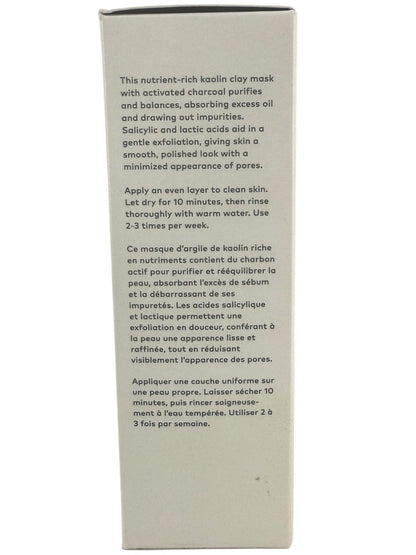 This nutrient-rich kaolin clay mask
with activated charcoal purifies
and balances, absorbing excess oil
and drawing out impurities.
Salicylic and lactic acids aid in a
gentle exfoliation, giving skin a
smooth, polished look with a
minimized appearance of pores.
Apply an even layer to clean skin.
Let dry for 10 minutes, then rinse
thoroughly with warm water. Use
2-3 times per week.
Ce masque d'argile de kaolin riche
en nutriments contient du charbon
actif pour purifier et rééquilibrer la
peau, absorbant l'excès de sébum
et la débarrassant de ses
impuretés. Les acides salicylique
et lactique permettent une
exfoliation en douceur, conférant à
la peau une apparence lisse et
raffinée, tout en réduisant
visiblement l'apparence des pores.
Appliquer une couche uniforme sur
une peau propre. Laisser sécher 10
minutes, puis rincer soigneuse-
ment à l'eau tempérée. Utiliser 2 à
3 fois par semaine.